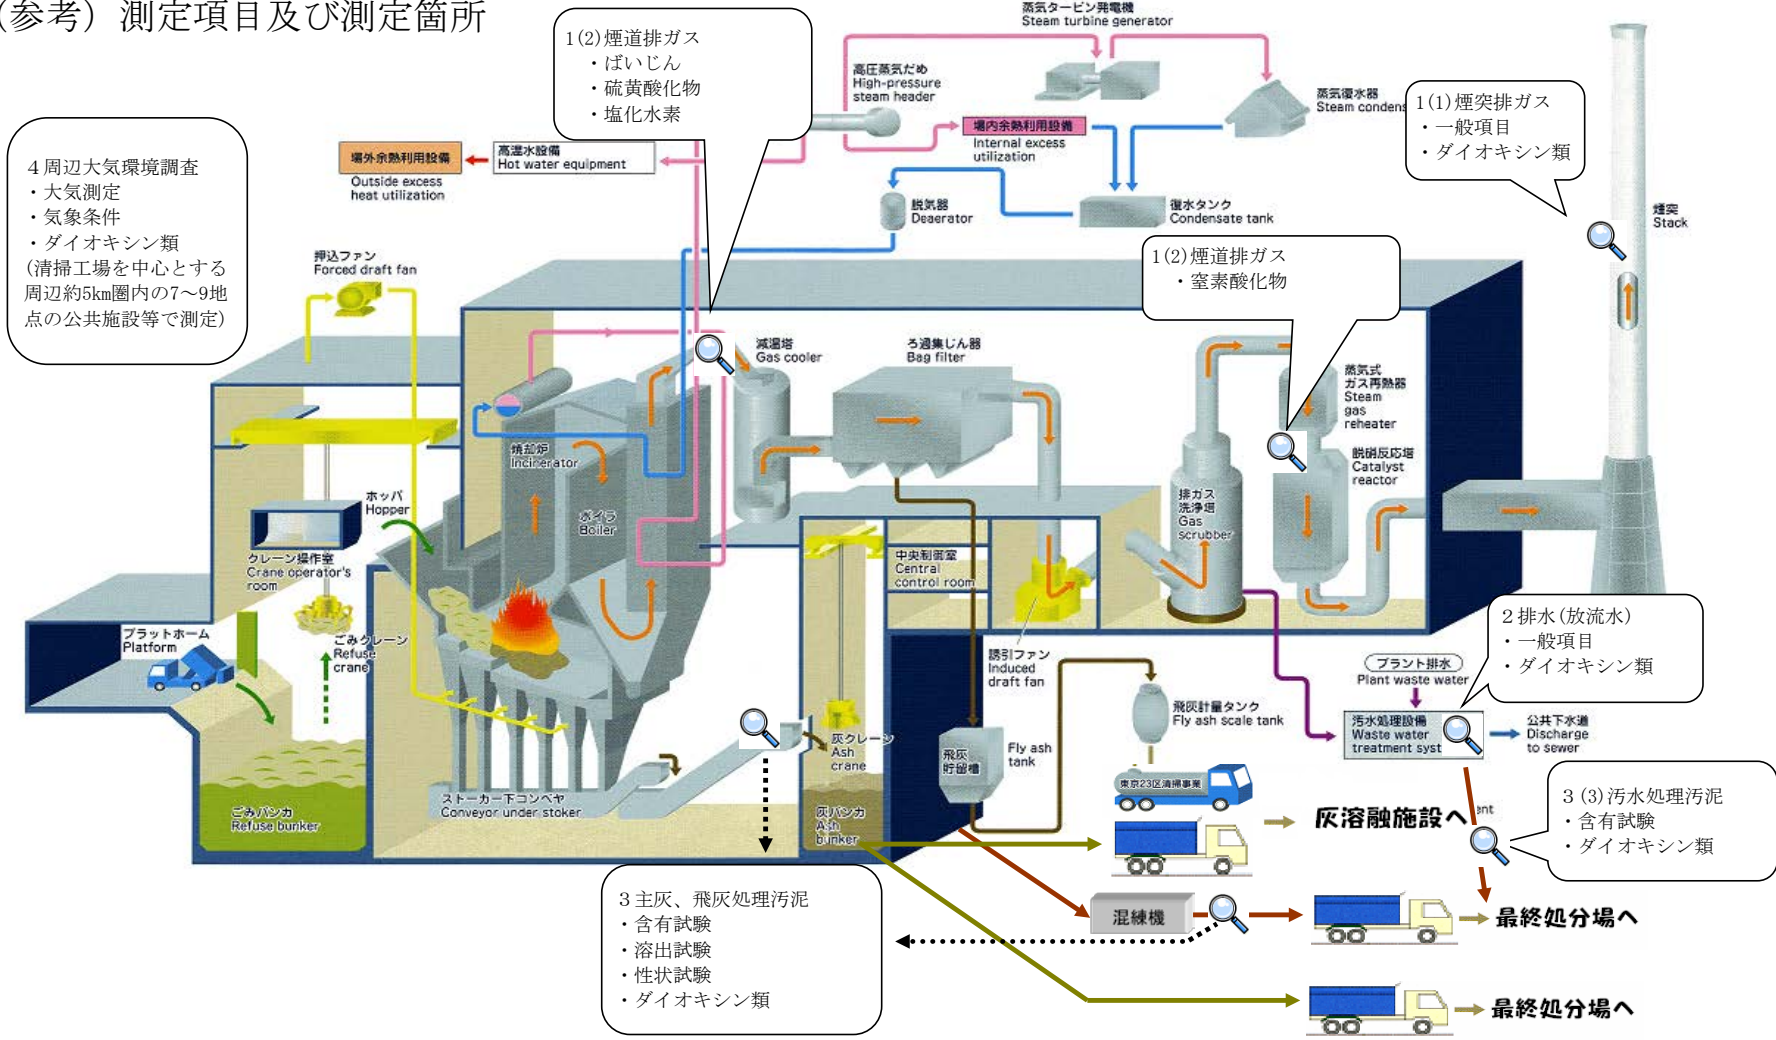 (参考) 測定項目及び測定箇所
1(2)煙道排ガス
・ばいじん
・硫黄酸化物
・塩化水素
蒸気タービン発電機
Steam turbine generator
高圧蒸気だめ
High-pressure
steam header
蒸気復水器
Steam condens
1(1)煙突排ガス
・一般項目
・ダイオキシン類
4周辺大気環境調査
・大気測定
・気象条件
・ダイオキシン類
(清掃工場を中心とする
周辺約5km圏内の7～9地
点の公共施設等で測定)
場外余熱利用設備
Outside excess
heat utilization
高温水設備
Hot water equipment
場内余熱利用設備
Internal excess
utilization
脱気器
Deaerator
復水タンク
Condensate tank
煙突
Stack
押込ファン
Forced draft fan
1(2)煙道排ガス
・窒素酸化物
減温塔
Gas cooler
ろ過集じん器
Bag filter
蒸気式
ガス再熱器
Steam
gas
reheater
焼却炉
Incinerator
脱硝反応塔
Catalyst
reactor
ホッパ
Hopper
ボイラ
Boiler
排ガス
洗浄塔
Gas
scrubber
クレーン操作室
Crane operator's
room
中央制御室
Central
control room
プラットホーム
Platform
ごみクレーン
Refuse
crane
誘引ファン
Induced
draft fan
2排水(放流水)
・一般項目
・ダイオキシン類
プラント排水
Plant waste water
飛灰計量タンク
Fly ash scale tank
汚水処理設備
Waste water
treatment syst
公共下水道
Discharge
to sewer
灰クレーン
Ash
crane
飛灰
貯留槽
Fly ash
tank
東京23区清掃事業
ごみバンカ
Refuse bunker
ストーカー下コンベヤ
Conveyor under stoker
灰バンカ
Ash
bunker
灰溶融施設へ
ent
3(3)汚水処理汚泥
・含有試験
・ダイオキシン類
3主灰、飛灰処理汚泥
・含有試験
・溶出試験
・性状試験
・ダイオキシン類
混練機
最終処分場へ
最終処分場へ